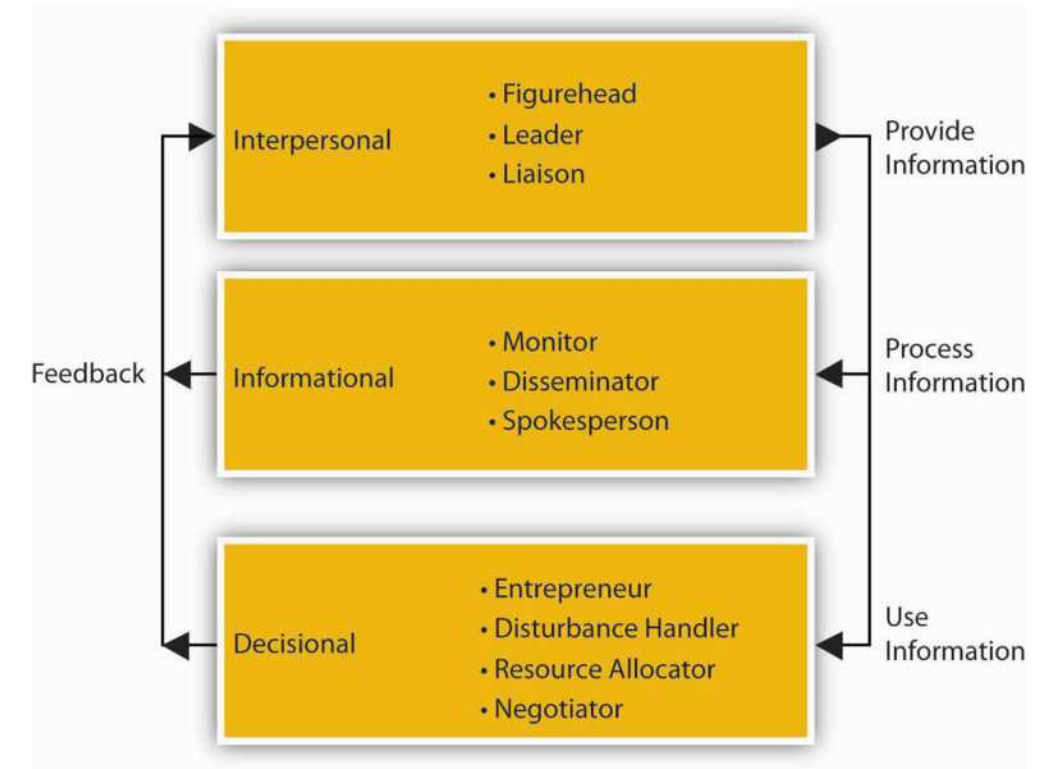 Interpersonal
• Figurehead
• Leader
• Liaison
Provide
Information
Feedback
Informational
• Monitor
• Disseminator
• Spokesperson
Process
Information
Decisional
• Entrepreneur
• Disturbance Handler
• Resource Allocator
• Negotiator
Use
Information